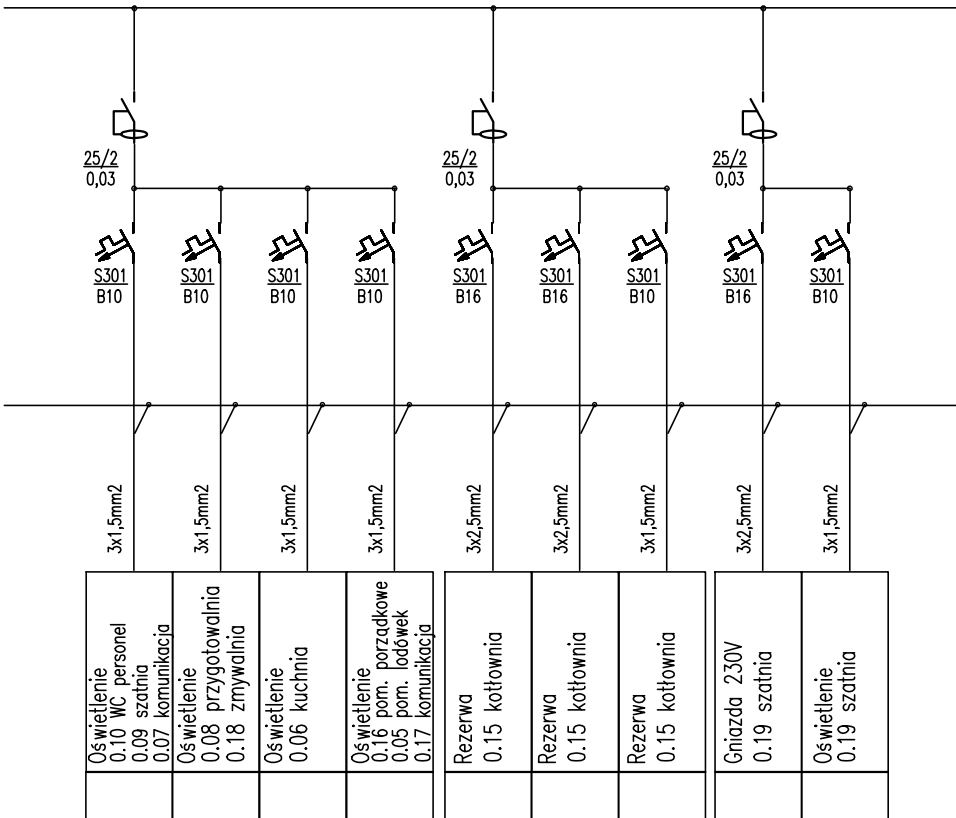 25/2
0,03
25/2
0,03
25/2
0,03
S301
B10
S301
B10
S301
B10
S301
B10
S301
B16
S301
B16
S301
B10
S301
B16
S301
B10
3x1,5mm2
3x1,5mm2
3x1,5mm2
3x1,5mm2
3x2,5mm2
3x2,5mm2
3x1,5mm2
3x2,5mm2
3x1,5mm2
Oświetlenie
0.10 WC personel
0.09 szatnia
0.07 komunikacja
Oświetlenie
0.08 przygotowalnia
0.18 zmywalnia
Oświetlenie
0.06 kuchnia
Oświetlenie
0.16 pom. porządkowe
0.05 pom. lodówek
0.17 komunikacja
Rezerwa
0.15 kotłownia
Rezerwa
0.15 kotłownia
Rezerwa
0.15 kotłownia
Gniazda 230V
0.19 szatnia
Oświetlenie
0.19 szatnia